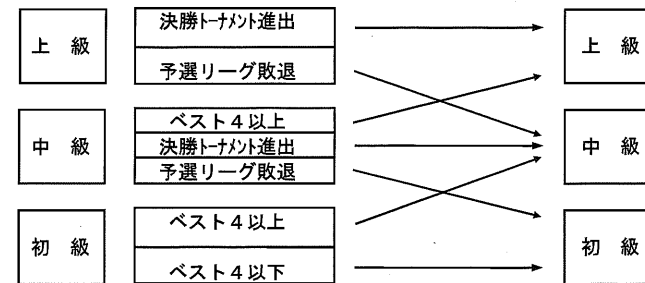 上 級
決勝トーナメント進出
予選リーグ敗退
上 級
中 級
ベスト4以上
決勝トーナメント進出
予選リーグ敗退
中 級
初 級
ベスト4以上
ベスト4以下
初 級